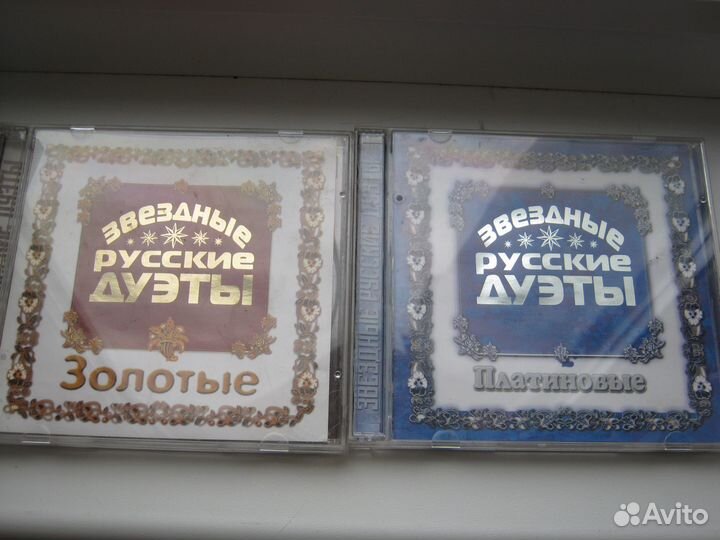 ЗВЕЗДНЫЕ
РУССКИЕ
ДУЭТЫ
Золотые
ЗВЕЗДНЫЕ РУССКИЕ ДУЭТЫ
ЗВЕЗДНЫЕ
РУССКИЕ
ДУЭТЫ
Платиновые
Avito